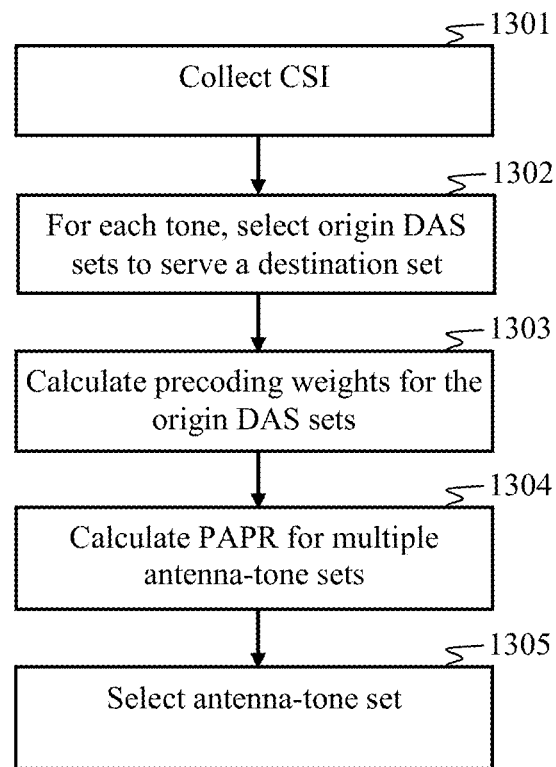 1301
Collect CSI
1302
For each tone, select origin DAS
sets to serve a destination set
1303
Calculate precoding weights for the
origin DAS sets
1304
Calculate PAPR for multiple
antenna-tone sets
1305
Select antenna-tone set